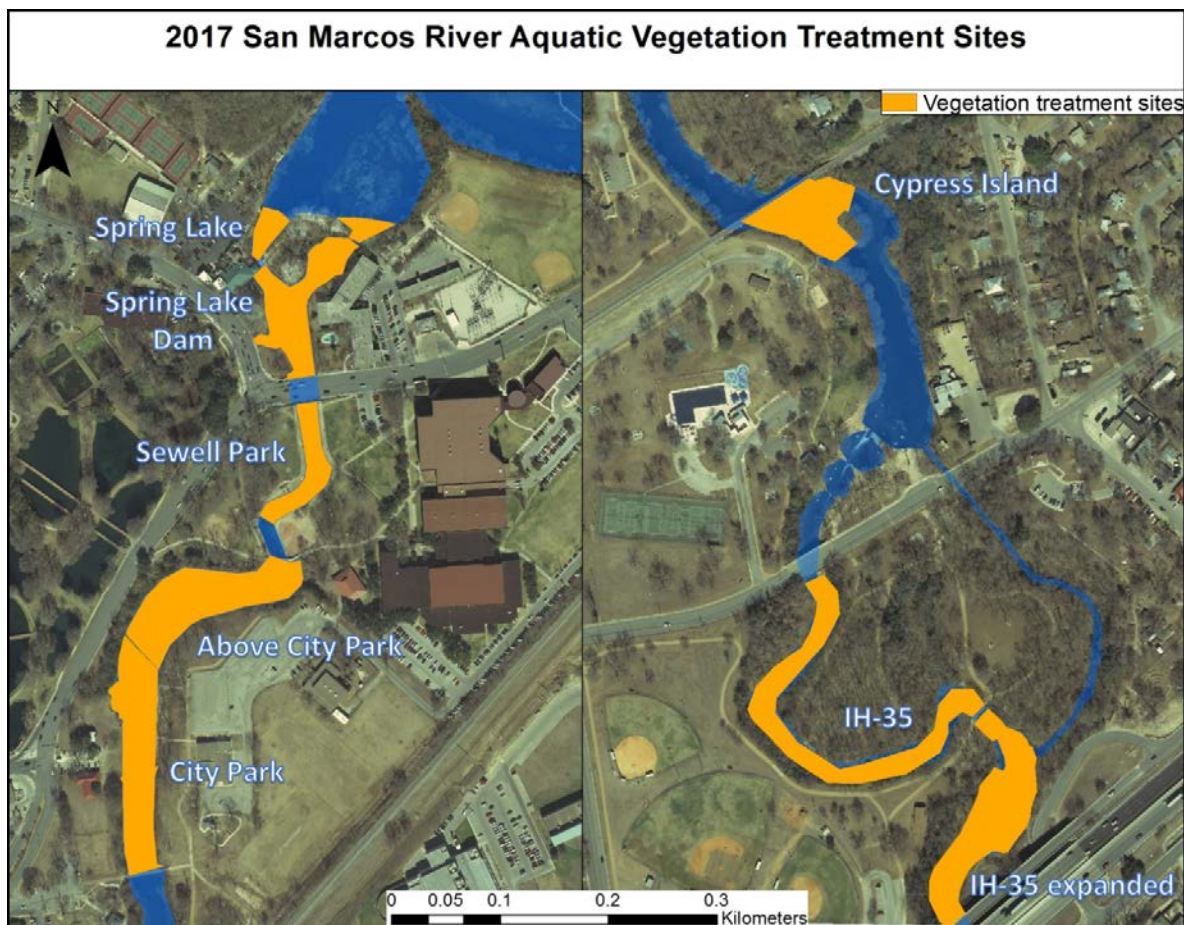 2017 San Marcos River Aquatic Vegetation Treatment Sites
N
Vegetation treatment sites
Spring Lake
Spring Lake
Dam
Sewell Park
Above City Park
City Park
Cypress Island
IH-35
IH-35 expanded
0 0.05 0.1 0.2 0.3
Kilometers